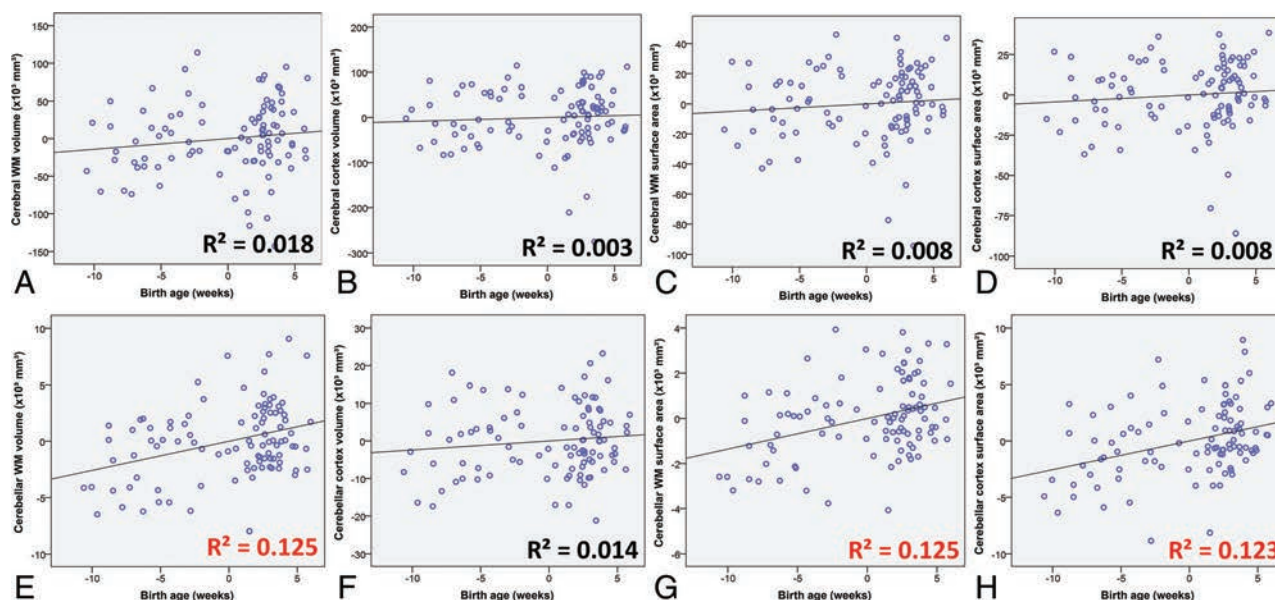 Cerebral WM volume (x10³ mm³)
150
100
50
0
-50
-100
-150
-10
-5
0
5
R² = 0.018
A
Birth age (weeks)
Cerebral cortex volume (x10³ mm³)
200
100
0
-100
-200
-300
-10
-5
0
5
R² = 0.003
B
Birth age (weeks)
Cerebral WM surface area (x10³ mm²)
40
20
0
-20
-40
-60
-80
-100
-10
-5
0
5
R² = 0.008
C
Birth age (weeks)
Cerebral cortex surface area (x10³ mm²)
25
0
-25
-50
-75
-100
-10
-5
0
5
R² = 0.008
D
Birth age (weeks)
Cerebellar WM volume (x10³ mm³)
10
5
0
-5
-10
R² = 0.125
-10
-5
0
5
E
Birth age (weeks)
Cerebellar cortex volume (x10³ mm³)
30
20
10
0
-10
-20
-30
R² = 0.014
-10
-5
0
5
F
Birth age (weeks)
Cerebellar WM surface area (x10³ mm²)
4
2
0
-2
-4
-6
R² = 0.125
-10
-5
0
5
G
Birth age (weeks)
Cerebellar cortex surface area (x10³ mm²)
10
5
0
-5
-10
R² = 0.123
-10
-5
0
5
H
Birth age (weeks)